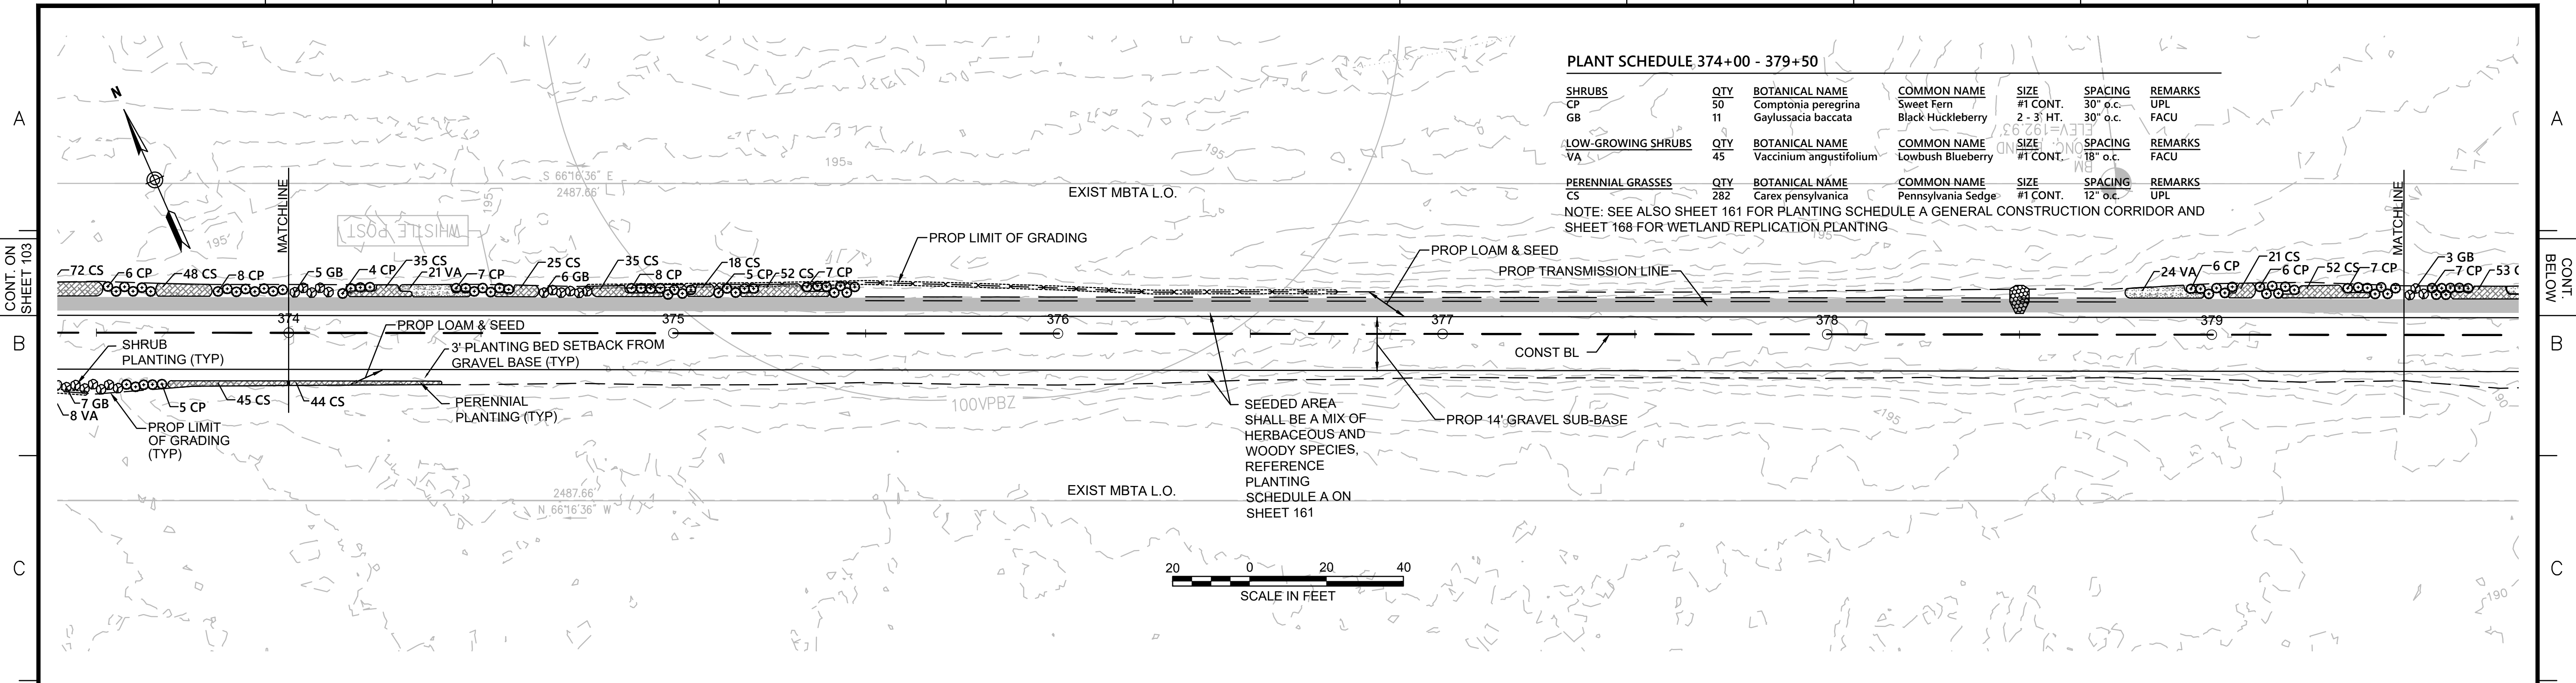 PLANT SCHEDULE 374+00 - 379+50
SHRUBS QTY BOTANICAL NAME COMMON NAME SIZE SPACING REMARKS
CP 50 Comptonia peregrina Sweet Fern #1 CONT. 30" o.c. UPL
GB 11 Gaylussacia baccata Black Huckleberry 2 - 3' HT. 30" o.c. FACU
LOW-GROWING SHRUBS QTY BOTANICAL NAME COMMON NAME SIZE SPACING REMARKS
VA 45 Vaccinium angustifolium Lowbush Blueberry #1 CONT. 18" o.c. FACU
PERENNIAL GRASSES QTY BOTANICAL NAME COMMON NAME SIZE SPACING REMARKS
CS 282 Carex pensylvanica Pennsylvania Sedge #1 CONT. 12" o.c. UPL
NOTE: SEE ALSO SHEET 161 FOR PLANTING SCHEDULE A GENERAL CONSTRUCTION CORRIDOR AND
SHEET 168 FOR WETLAND REPLICATION PLANTING
BM
ELEV=192.93'
A
A
N
MATCHLINE
MATCHLINE
195
195
195
195
195
S 66°16'36" E
2487.66'
EXIST MBTA L.O.
WHISTLE POST
PROP LIMIT OF GRADING
PROP LOAM & SEED
PROP TRANSMISSION LINE
CONT. ON
SHEET 103
CONT.
BELOW
72 CS
6 CP
48 CS
8 CP
5 GB
4 CP
35 CS
21 VA
7 CP
25 CS
6 GB
35 CS
8 CP
18 CS
5 CP
52 CS
7 CP
24 VA
6 CP
21 CS
6 CP
52 CS
7 CP
3 GB
7 CP
53 C
374
375
376
377
378
379
B
B
PROP LOAM & SEED
SHRUB
PLANTING (TYP)
3' PLANTING BED SETBACK FROM
GRAVEL BASE (TYP)
CONST BL
7 GB
8 VA
5 CP
45 CS
44 CS
PERENNIAL
PLANTING (TYP)
PROP LIMIT
OF GRADING
(TYP)
100VPBZ
SEEDED AREA
SHALL BE A MIX OF
HERBACEOUS AND
WOODY SPECIES,
REFERENCE
PLANTING
SCHEDULE A ON
SHEET 161
PROP 14' GRAVEL SUB-BASE
195
195
190
EXIST MBTA L.O.
2487.66'
N 66°16'36" W
C
C
20 0 20 40
SCALE IN FEET
190